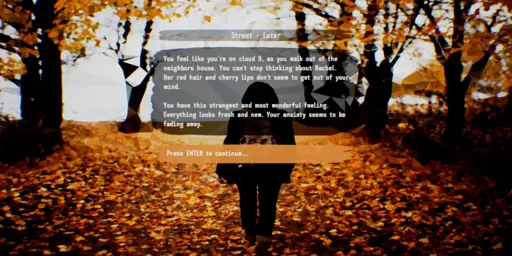 Street - Later
You feel like you're on cloud 9, as you walk out of the
neighbors house. You can't stop thinking about Rachel.
Her red hair and cherry lips don't seem to get out of your
mind.
You have this strangest and most wonderful feeling.
Everything looks fresh and new. Your anxiety seems to be
fading away.
Press ENTER to continue...